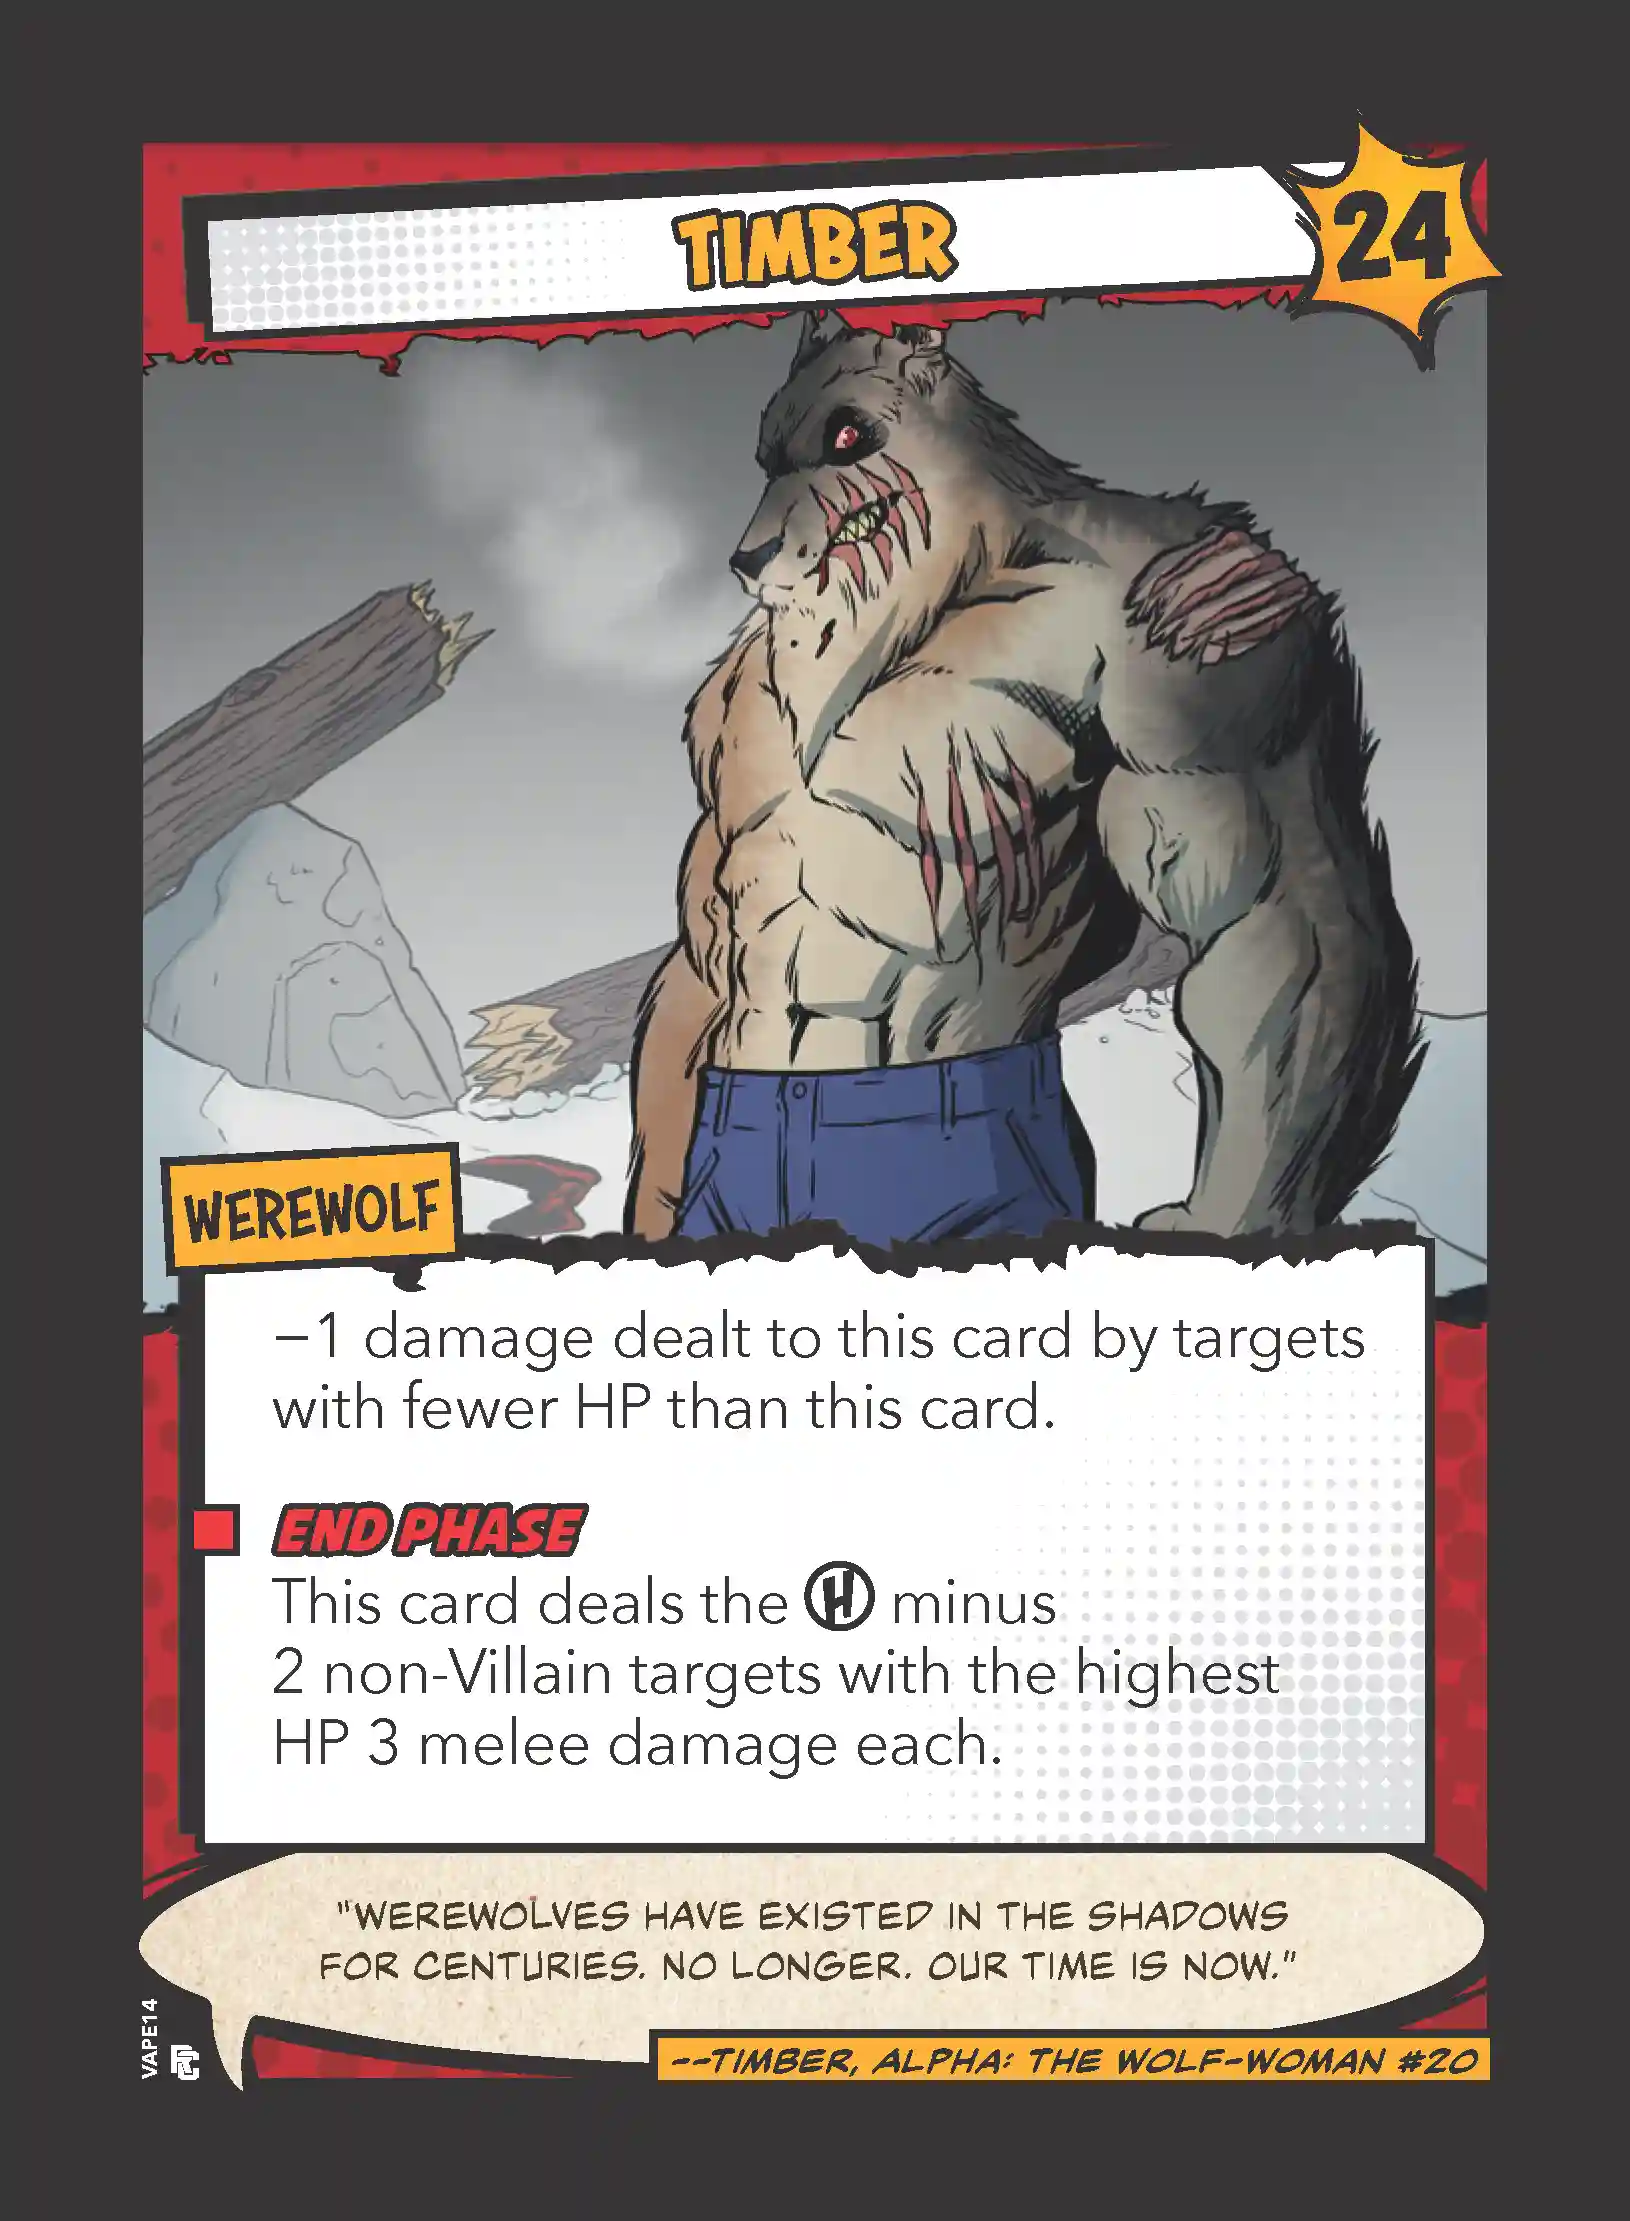 TIMBER
24
WEREWOLF
−1 damage dealt to this card by targets
with fewer HP than this card.
END PHASE
This card deals the H minus
2 non-Villain targets with the highest
HP 3 melee damage each.
"WEREWOLVES HAVE EXISTED IN THE SHADOWS
FOR CENTURIES. NO LONGER. OUR TIME IS NOW."
--TIMBER, ALPHA: THE WOLF-WOMAN #20
VAPE14